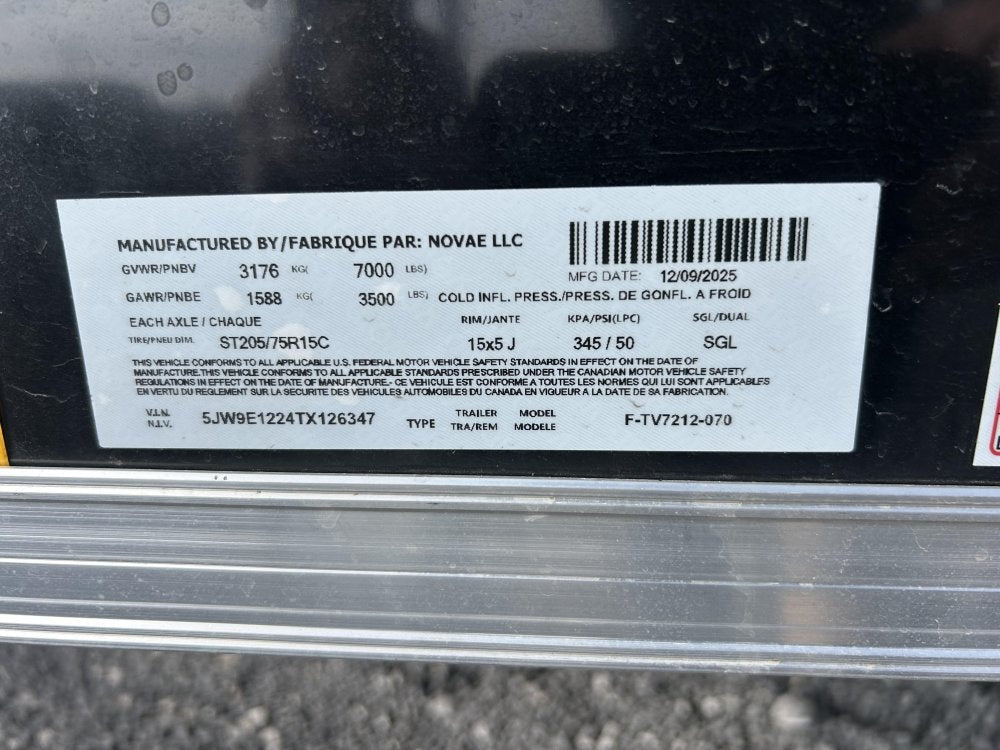 MANUFACTURED BY/FABRIQUE PAR: NOVAE LLC
GVWR/PNBV 3176 KG( 7000 LBS)
MFG DATE: 12/09/2025
GAWR/PNBE 1588 KG( 3500 LBS) COLD INFL. PRESS./PRESS. DE GONFL. A FROID
EACH AXLE / CHAQUE RIM/JANTE KPA/PSI(LPC) SGL/DUAL
TIRE/PNEU DIM. ST205/75R15C 15x5 J 345 / 50 SGL
THIS VEHICLE CONFORMS TO ALL APPLICABLE U.S. FEDERAL MOTOR VEHICLE SAFETY STANDARDS IN EFFECT ON THE DATE OF
MANUFACTURE.THIS VEHICLE CONFORMS TO ALL APPLICABLE STANDARDS PRESCRIBED UNDER THE CANADIAN MOTOR VEHICLE SAFETY
REGULATIONS IN EFFECT ON THE DATE OF MANUFACTURE.- CE VEHICULE EST CONFORME A TOUTES LES NORMES QUI LUI SONT APPLICABLES
EN VERTU DU REGLEMENT SUR LA SECURITE DES VEHICULES AUTOMOBILES DU CANADA EN VIGUEUR A LA DATE DE SA FABRICATION.
V.I.N. 5JW9E1224TX126347 TYPE TRAILER MODEL F-TV7212-070
N.I.V. TRA/REM MODELE